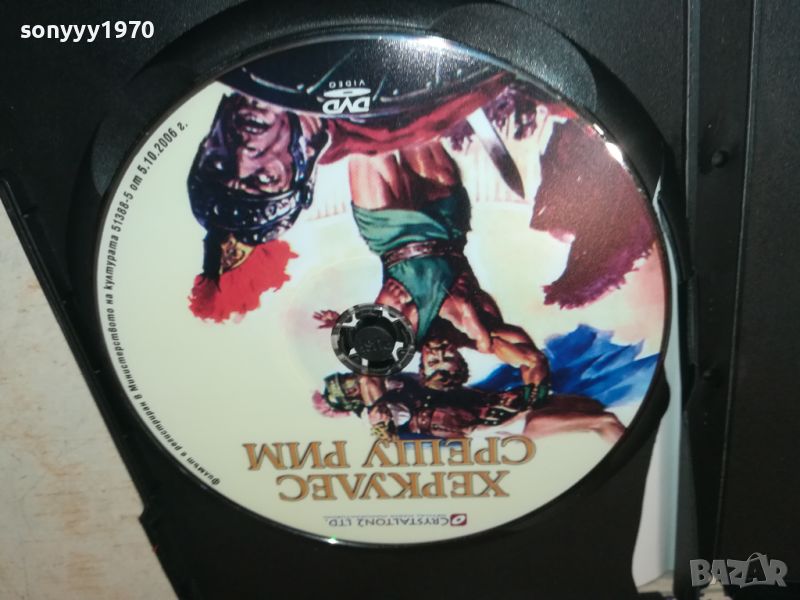 sonyyy1970
DVD
VIDEO
Филмът е регистриран в Министерството на културата 51388-5 от 5.10.2006 г.
ХЕРКУЛЕС
СРЕЩУ РИМ
CRYSTALTON2 LTD.
BAZAR